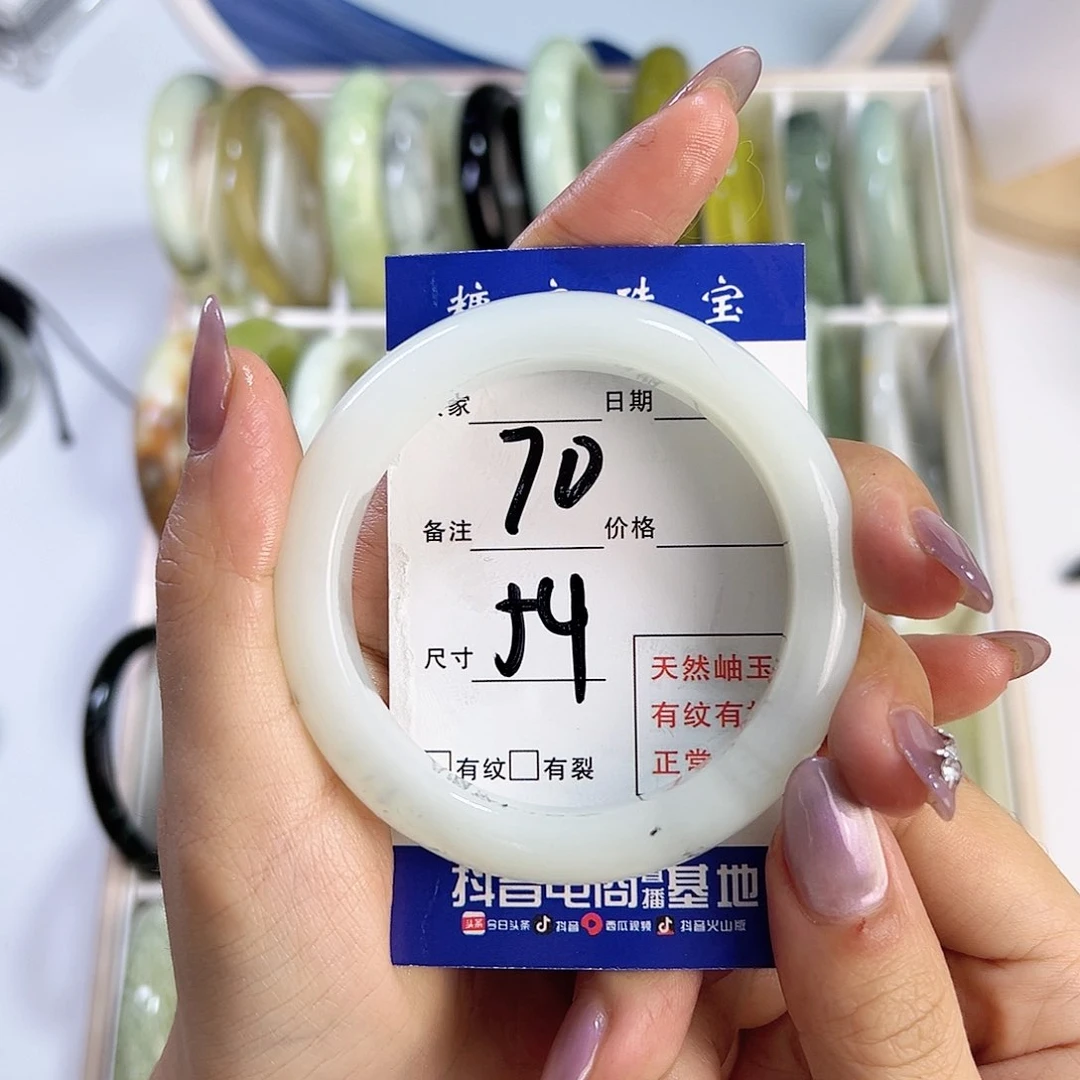 宝
家 日期
70
备注 价格
54
尺寸
天然岫玉
有纹有
正常
有纹 有裂
抖音电商直播基地
头条 今日头条 抖音 西瓜视频 抖音火山版